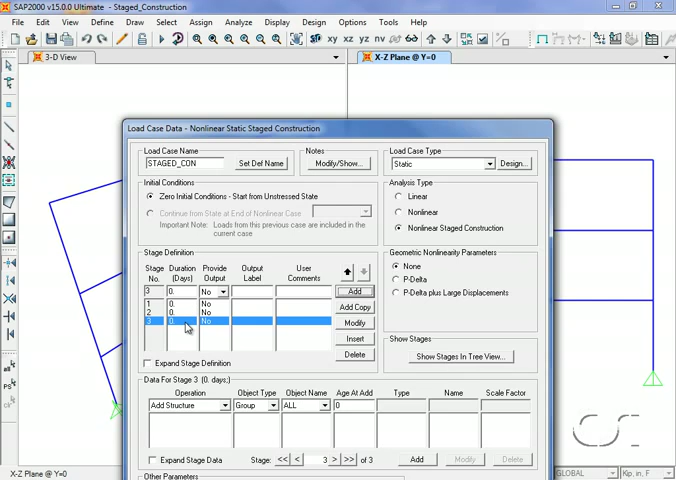 SAP2000 v15.0.0 Ultimate - Staged_Construction
File Edit View Define Draw Select Assign Analyze Display Design Options Tools Help
3-d xy xz yz nv
3-D View
X-Z Plane @ Y=0
Load Case Data - Nonlinear Static Staged Construction
Load Case Name
STAGED_CON
Set Def Name
Notes
Modify/Show...
Load Case Type
Static
Design...
Initial Conditions
Zero Initial Conditions - Start from Unstressed State
Continue from State at End of Nonlinear Case
Important Note: Loads from this previous case are included in the
current case
Analysis Type
Linear
Nonlinear
Nonlinear Staged Construction
Stage Definition
Stage No. Duration (Days) Provide Output Output Label User Comments
3 0. No
1 0. No
2 0. No
3 0. No
Add
Add Copy
Modify
Insert
Delete
Expand Stage Definition
Geometric Nonlinearity Parameters
None
P-Delta
P-Delta plus Large Displacements
Show Stages
Show Stages In Tree View...
Data For Stage 3 (0. days;)
Operation Object Type Object Name Age At Add Type Name Scale Factor
Add Structure Group ALL 0
Expand Stage Data
Stage: << < 3 > >> of 3
Add Modify Delete
Other Parameters
all
PS
clr
CSI
X-Z Plane @ Y=0
GLOBAL
Kip, in, F